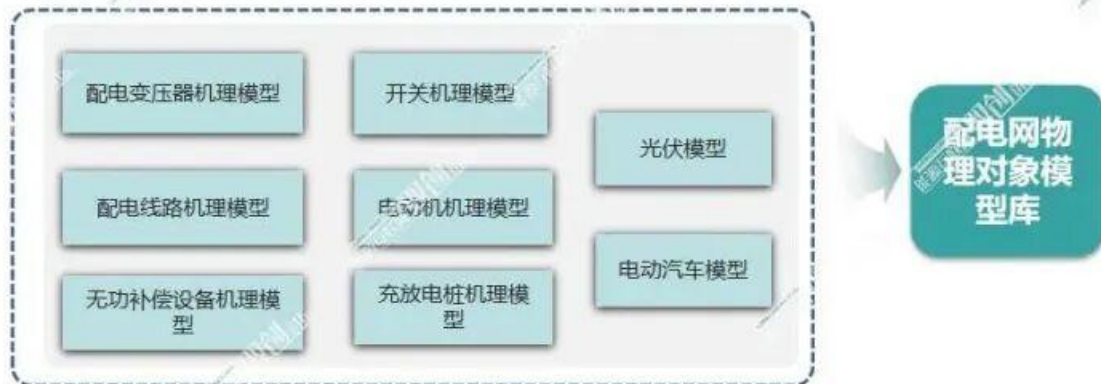 配电变压器机理模型
开关机理模型
光伏模型
配电线路机理模型
电动机机理模型
电动汽车模型
无功补偿设备机理模
型
充放电桩机理模
型
配电网物
理对象模
型库